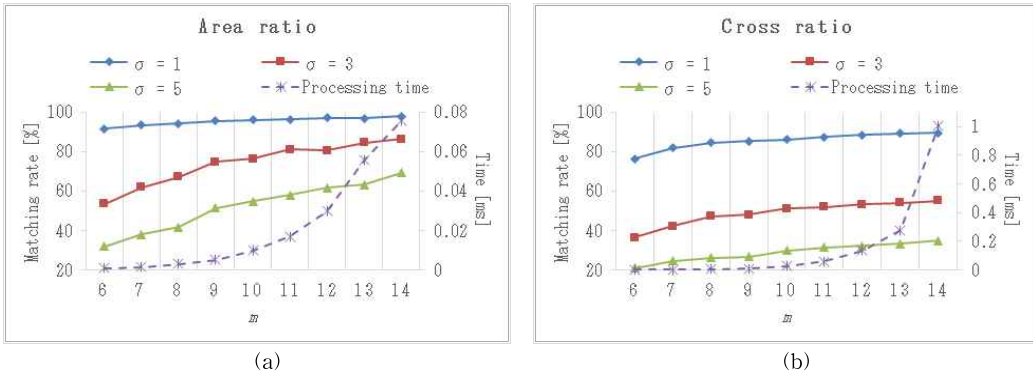 Area ratio
σ = 1
σ = 3
σ = 5
Processing time
Matching rate [%]
100
80
60
40
20
0.08
0.06
0.04
0.02
0
Time [ms]
6 7 8 9 10 11 12 13 14
m
(a)
Cross ratio
σ = 1
σ = 3
σ = 5
Processing time
Matching rate [%]
100
80
60
40
20
1
0.8
0.6
0.4
0.2
0
Time [ms]
6 7 8 9 10 11 12 13 14
m
(b)